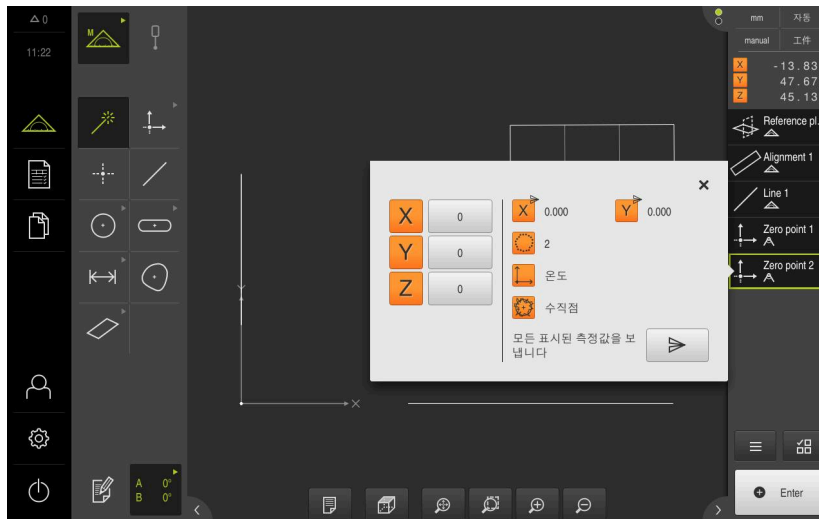 0
11:22
M
A 0°
B 0°
X 0
Y 0
Z 0
X 0.000 Y 0.000
2
온도
수직점
모든 표시된 측정값을 보
냅니다
Y
X
mm 자동
manual 工件
X -13.83
Y 47.67
Z 45.13
Reference pl.
Alignment 1
Line 1
Zero point 1
Zero point 2
Enter